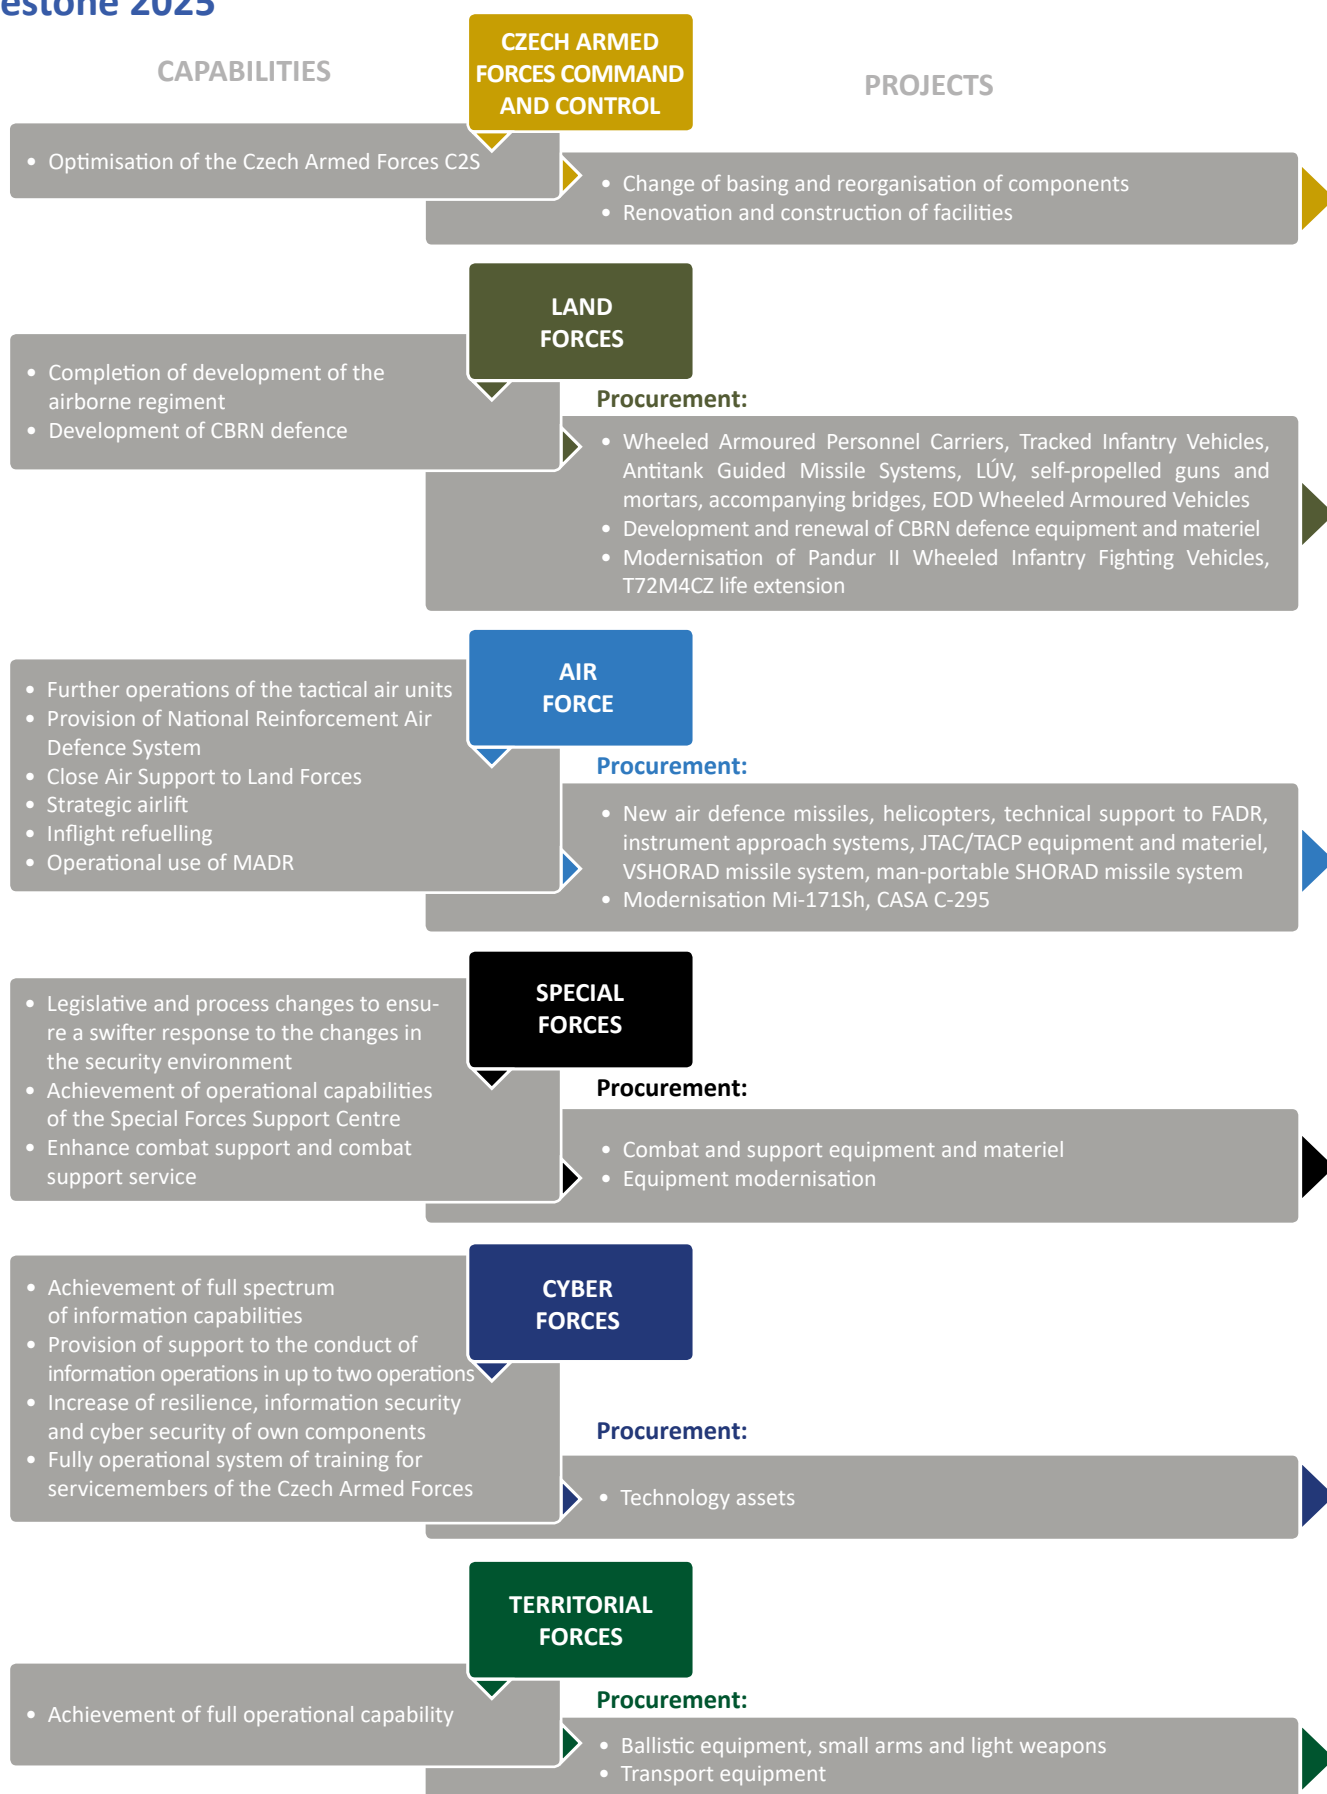 estone 2025
CAPABILITIES
CZECH ARMED
FORCES COMMAND
AND CONTROL
PROJECTS
• Optimisation of the Czech Armed Forces C2S
• Change of basing and reorganisation of components
• Renovation and construction of facilities
LAND
FORCES
• Completion of development of the
airborne regiment
• Development of CBRN defence
Procurement:
• Wheeled Armoured Personnel Carriers, Tracked Infantry Vehicles,
Antitank Guided Missile Systems, LÚV, self-propelled guns and
mortars, accompanying bridges, EOD Wheeled Armoured Vehicles
• Development and renewal of CBRN defence equipment and materiel
• Modernisation of Pandur II Wheeled Infantry Fighting Vehicles,
T72M4CZ life extension
AIR
FORCE
• Further operations of the tactical air units
• Provision of National Reinforcement Air
Defence System
• Close Air Support to Land Forces
• Strategic airlift
• Inflight refuelling
• Operational use of MADR
Procurement:
• New air defence missiles, helicopters, technical support to FADR,
instrument approach systems, JTAC/TACP equipment and materiel,
VSHORAD missile system, man-portable SHORAD missile system
• Modernisation Mi-171Sh, CASA C-295
SPECIAL
FORCES
• Legislative and process changes to ensu-
re a swifter response to the changes in
the security environment
• Achievement of operational capabilities
of the Special Forces Support Centre
• Enhance combat support and combat
support service
Procurement:
• Combat and support equipment and materiel
• Equipment modernisation
CYBER
FORCES
• Achievement of full spectrum
of information capabilities
• Provision of support to the conduct of
information operations in up to two operations
• Increase of resilience, information security
and cyber security of own components
• Fully operational system of training for
servicemembers of the Czech Armed Forces
Procurement:
• Technology assets
TERRITORIAL
FORCES
• Achievement of full operational capability
Procurement:
• Ballistic equipment, small arms and light weapons
• Transport equipment